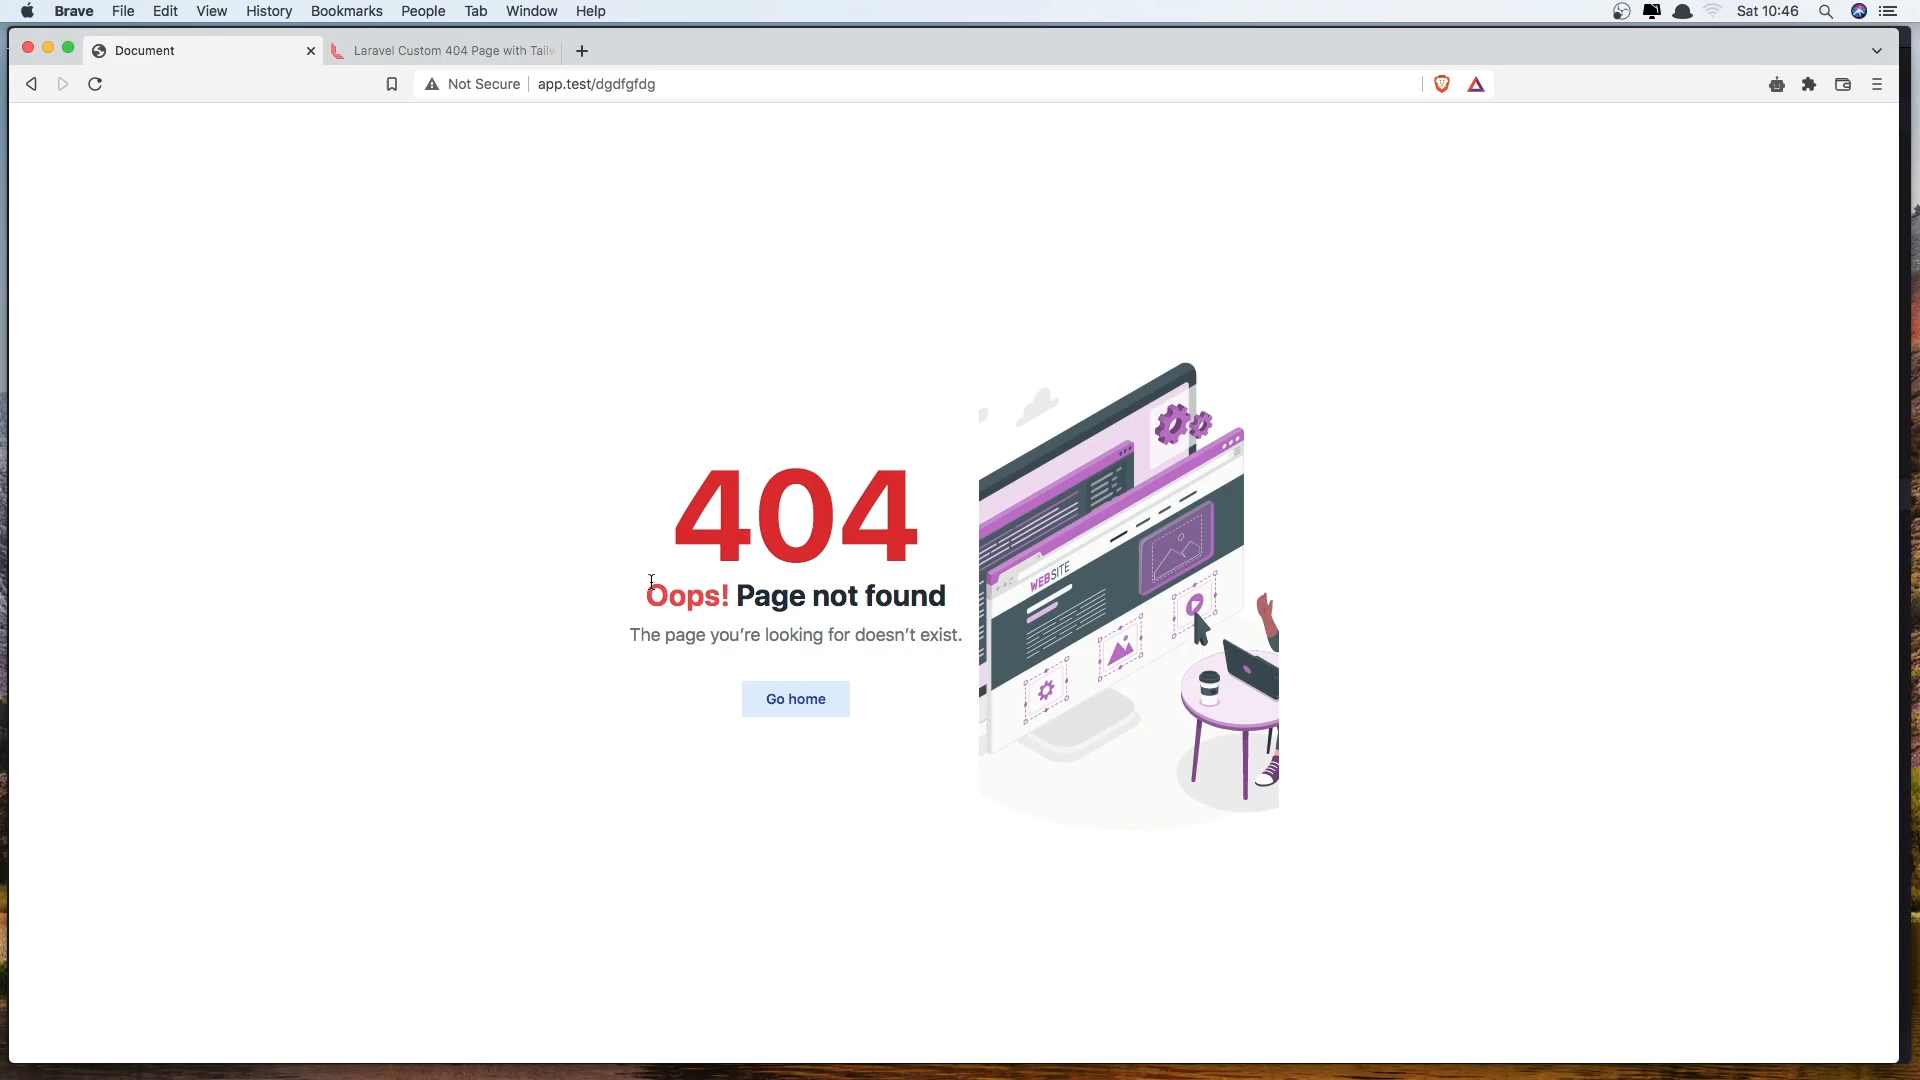 Brave File Edit View History Bookmarks People Tab Window Help Sat 10:46
Document Laravel Custom 404 Page with Tailw
Not Secure app.test/dgdfgfdg
404
Oops! Page not found
The page you’re looking for doesn’t exist.
Go home
WEBSITE